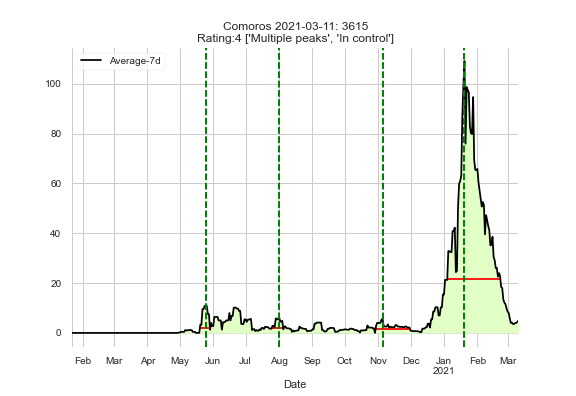 Comoros 2021-03-11: 3615
Rating:4 ['Multiple peaks', 'In control']
Average-7d
100
80
60
40
20
0
Feb Mar Apr May Jun Jul Aug Sep Oct Nov Dec Jan Feb Mar
2021
Date